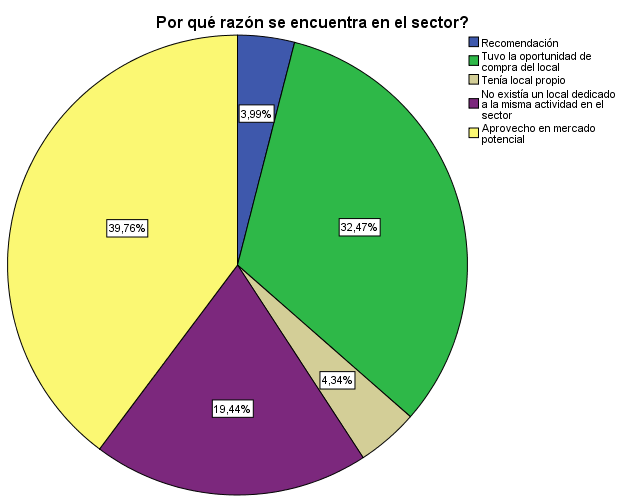 Por qué razón se encuentra en el sector?
Recomendación
Tuvo la oportunidad de
compra del local
Tenía local propio
No existía un local dedicado
a la misma actividad en el
sector
Aprovecho en mercado
potencial
3,99%
32,47%
39,76%
4,34%
19,44%